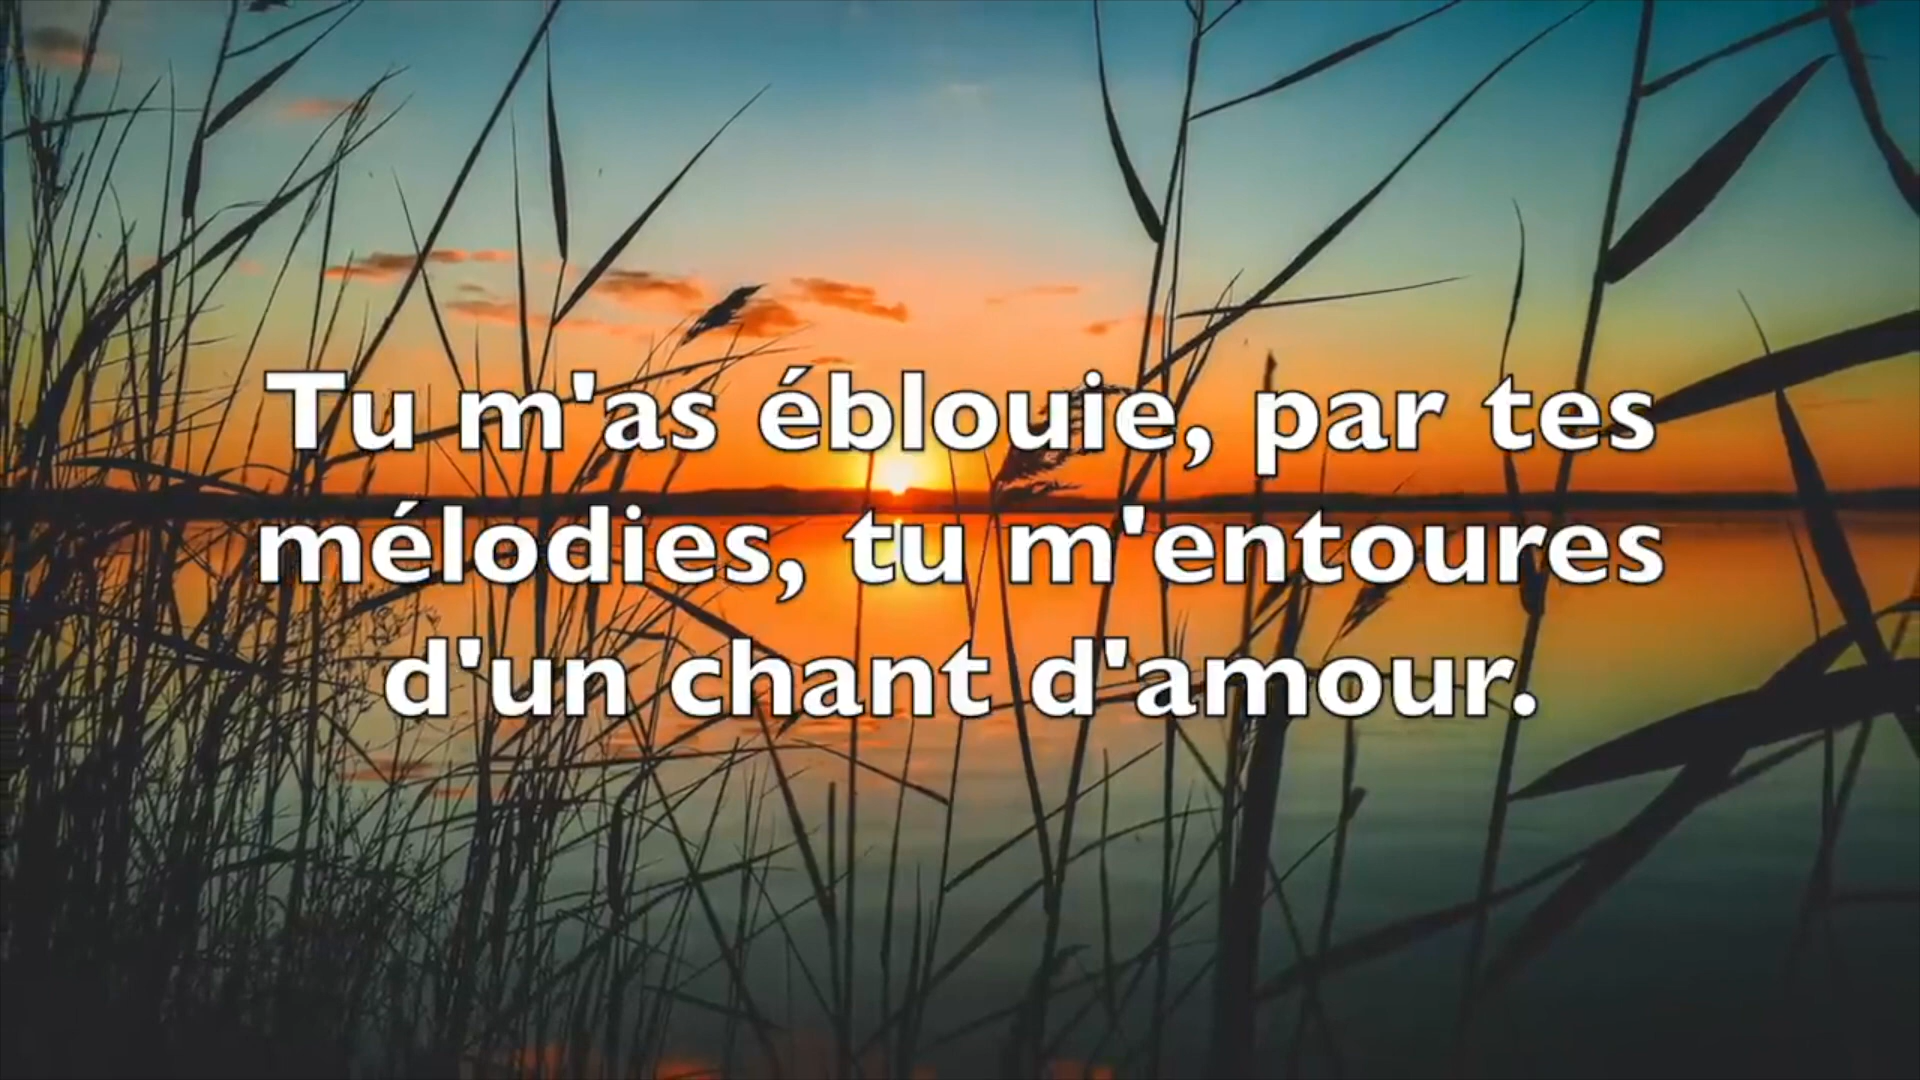 Tu m'as éblouie, par tes
mélodies, tu m'entoures
d'un chant d'amour.